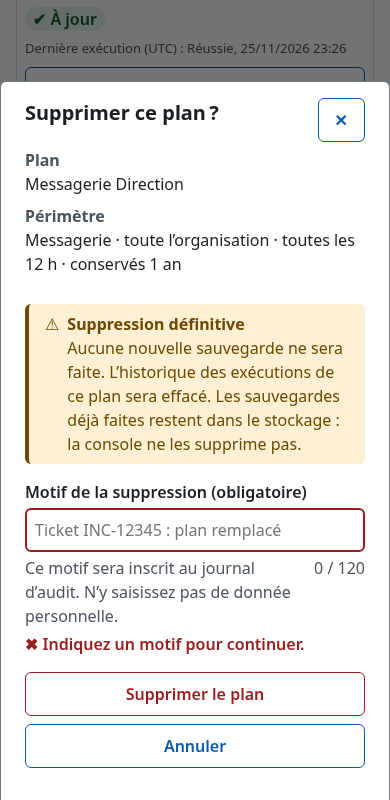 ✔ À jour
Dernière exécution (UTC) : Réussie, 25/11/2026 23:26
Supprimer ce plan ?
✕
Plan
Messagerie Direction
Périmètre
Messagerie · toute l’organisation · toutes les
12 h · conservés 1 an
⚠ Suppression définitive
Aucune nouvelle sauvegarde ne sera
faite. L’historique des exécutions de
ce plan sera effacé. Les sauvegardes
déjà faites restent dans le stockage :
la console ne les supprime pas.
Motif de la suppression (obligatoire)
Ticket INC-12345 : plan remplacé
Ce motif sera inscrit au journal 0 / 120
d’audit. N’y saisissez pas de donnée
personnelle.
✖ Indiquez un motif pour continuer.
Supprimer le plan
Annuler